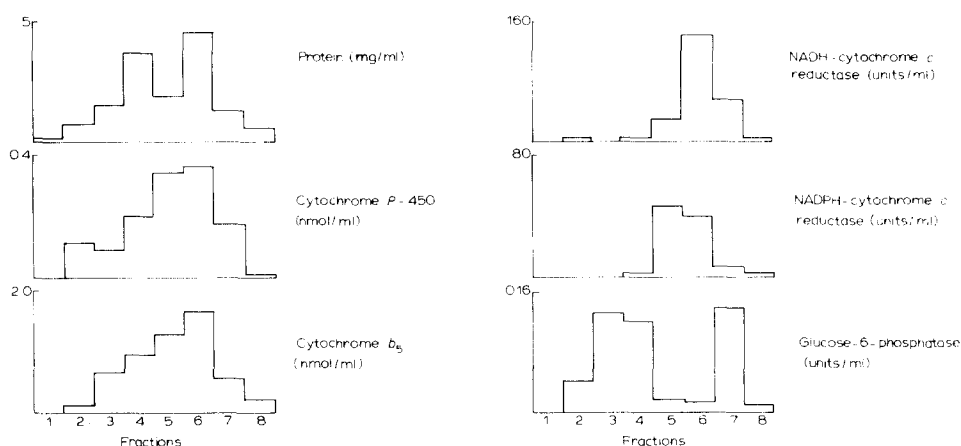 5
Protein (mg/ml)
0.4
Cytochrome P-450
(nmol/ml)
2.0
Cytochrome b₅
(nmol/ml)
1 2 3 4 5 6 7 8
Fractions
160
NADH-cytochrome c
reductase (units/ml)
8.0
NADPH-cytochrome c
reductase (units/ml)
0.16
Glucose-6-phosphatase
(units/ml)
1 2 3 4 5 6 7 8
Fractions